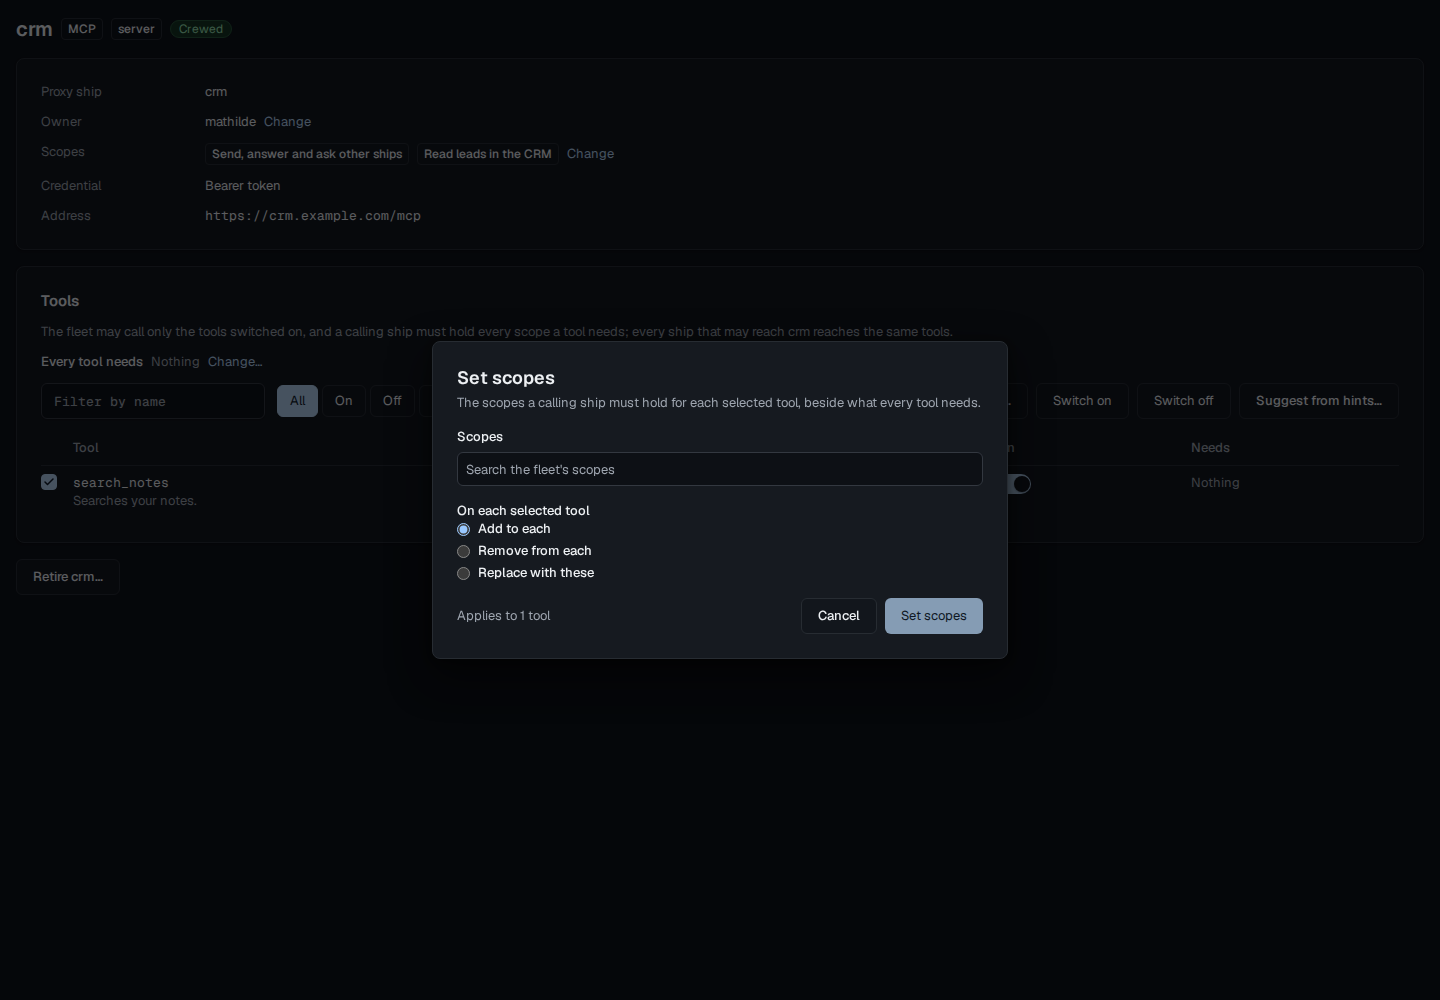 crm MCP server Crewed
Proxy ship crm
Owner mathilde Change
Scopes Send, answer and ask other ships Read leads in the CRM Change
Credential Bearer token
Address https://crm.example.com/mcp
Tools
The fleet may call only the tools switched on, and a calling ship must hold every scope a tool needs; every ship that may reach crm reaches the same tools.
Every tool needs Nothing Change…
Filter by name All On Off Switch on Switch off Suggest from hints…
Tool Needs
search_notes Nothing
Searches your notes.
Retire crm…
Set scopes
The scopes a calling ship must hold for each selected tool, beside what every tool needs.
Scopes
Search the fleet's scopes
On each selected tool
Add to each
Remove from each
Replace with these
Applies to 1 tool Cancel Set scopes